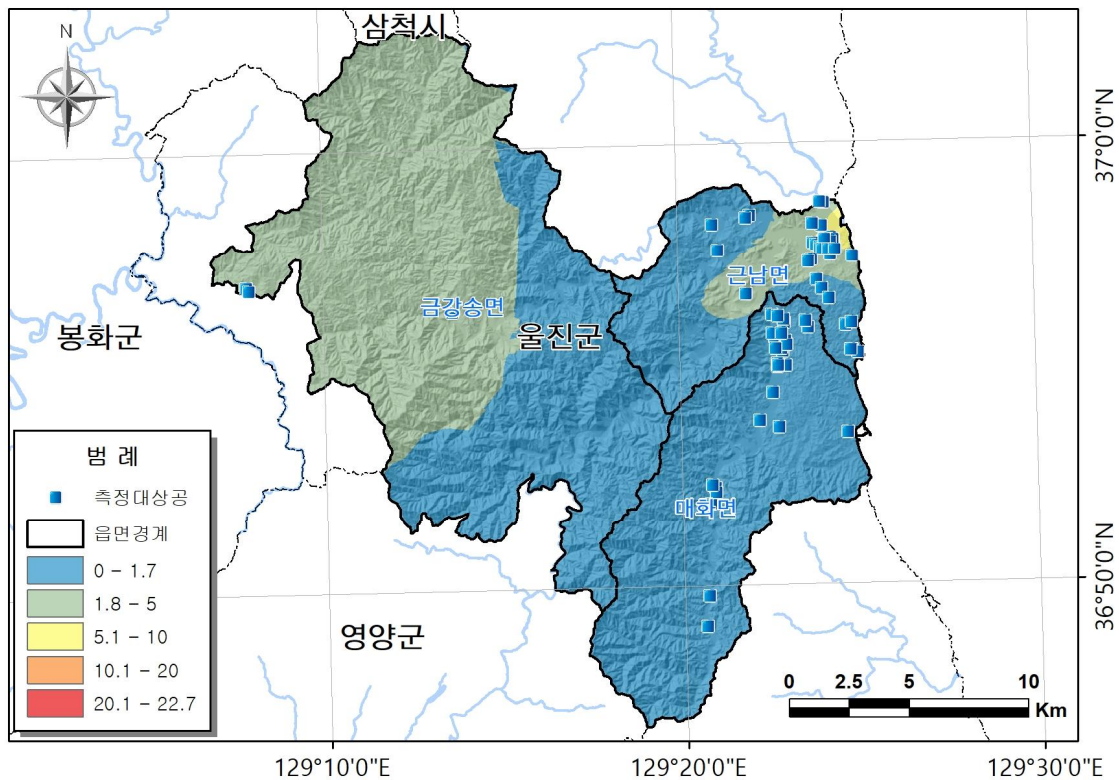 삼척시
N
37°0'0"N
근남면
금강송면
울진군
봉화군
범 례
측정대상공
읍면경계
0 - 1.7
1.8 - 5
5.1 - 10
10.1 - 20
20.1 - 22.7
매화면
36°50'0"N
영양군
0 2.5 5 10
Km
129°10'0"E 129°20'0"E 129°30'0"E